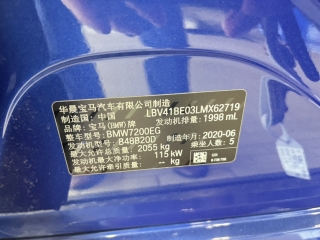 华晨宝马汽车有限公司
制造国：中国 LBV41BE03LMX62719
品牌：宝马(BMW)牌 发动机排量：1998 mL
整车型号：BMW7200EG
发动机型号：B48B20D 制造年月：2020-06
最大允许总质量：2055 kg 乘坐人数：5
发动机最大净功率：115 kW
最大允许牵引质量：-- kg